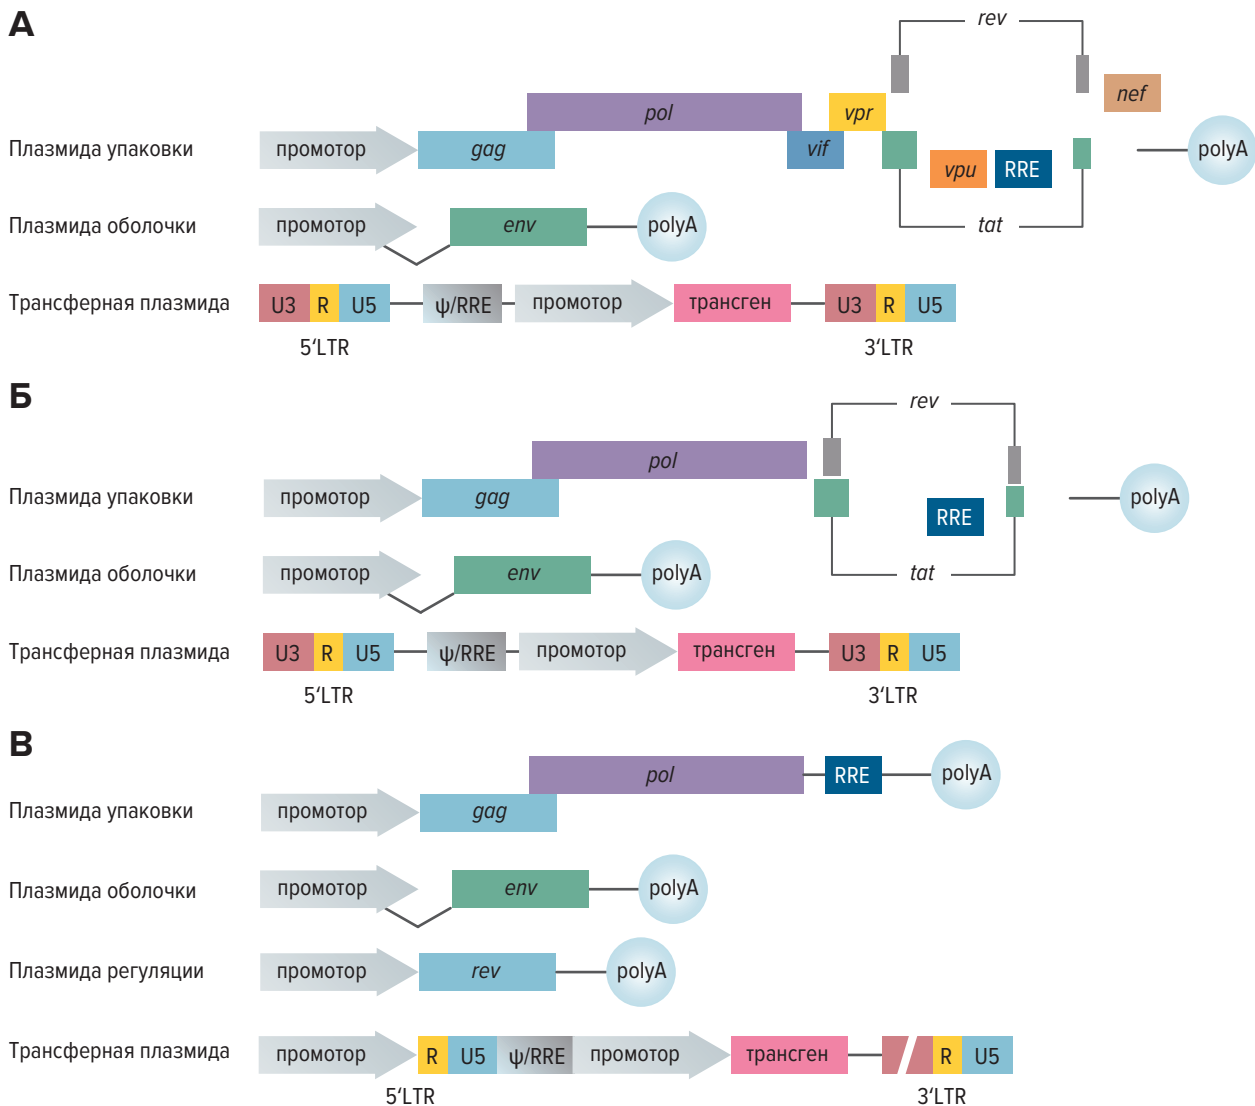 А
rev
nef
pol
vpr
Плазмида упаковки
промотор
gag
vif
vpu
RRE
polyA
tat
Плазмида оболочки
промотор
env
polyA
Трансферная плазмида
U3 R U5
ψ/RRE
промотор
трансген
U3 R U5
5‘LTR
3‘LTR
Б
rev
pol
Плазмида упаковки
промотор
gag
RRE
polyA
tat
Плазмида оболочки
промотор
env
polyA
Трансферная плазмида
U3 R U5
ψ/RRE
промотор
трансген
U3 R U5
5‘LTR
3‘LTR
В
pol
RRE
polyA
Плазмида упаковки
промотор
gag
Плазмида оболочки
промотор
env
polyA
Плазмида регуляции
промотор
rev
polyA
Трансферная плазмида
промотор
R U5
ψ/RRE
промотор
трансген
R U5
5‘LTR
3‘LTR